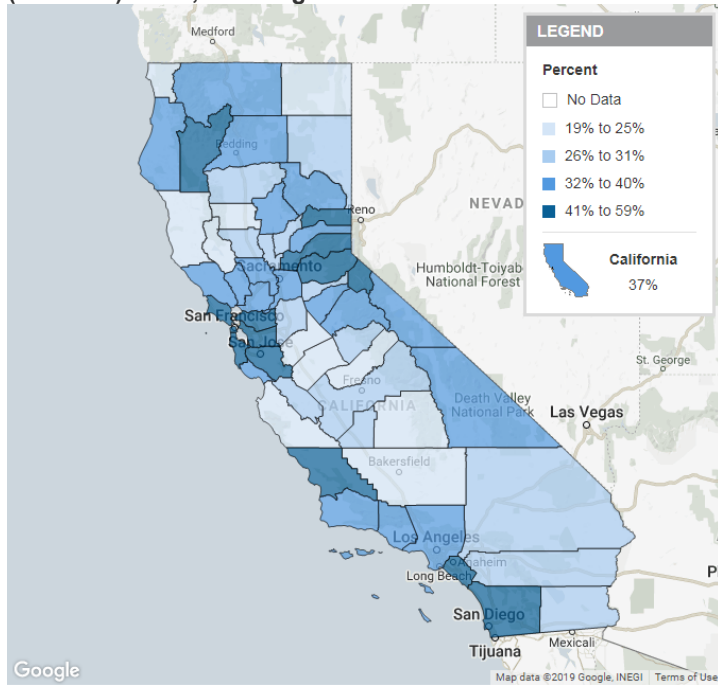 Medford
LEGEND
Percent
No Data
19% to 25%
26% to 31%
32% to 40%
41% to 59%
California
37%
Redding
Reno
NEVAD
Sacramento
Humboldt-Toiyab
National Forest
San Francisco
San Jose
St. George
Fresno
Death Valley
National Park
CALIFORNIA
Las Vegas
Bakersfield
Los Angeles
Anaheim
Long Beach
P
San Diego
Tijuana
Mexicali
Google
Map data ©2019 Google, INEGI
Terms of Use